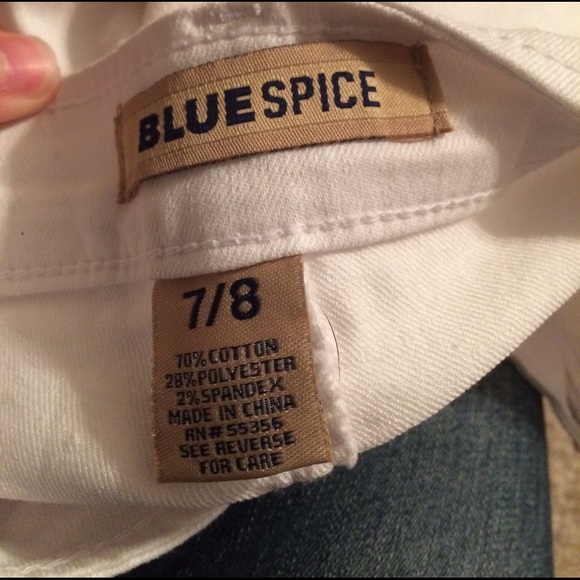 BLUESPICE
7/8
70%COTTON
28%POLYESTER
2%SPANDEX
MADE IN CHINA
RN# 55356
SEE REVERSE
FOR CARE